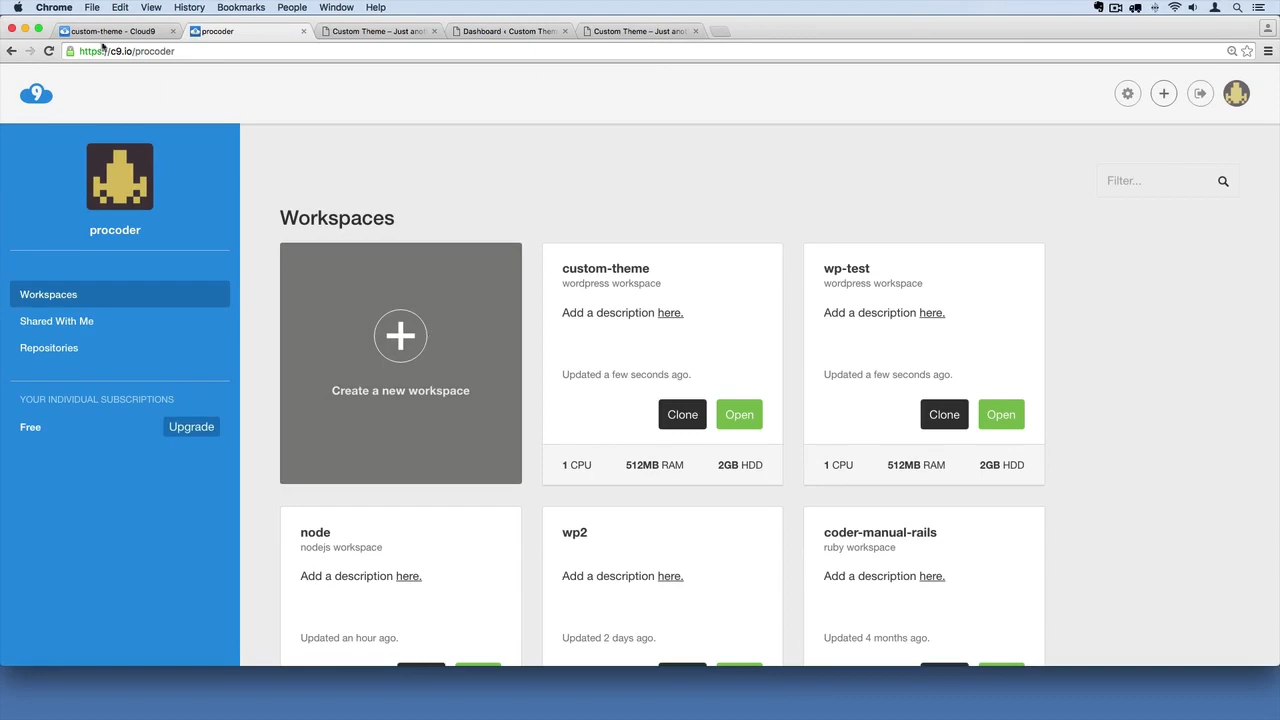 Chrome File Edit View History Bookmarks People Window Help
custom-theme - Cloud9
procoder
Custom Theme – Just ano
Dashboard ‹ Custom Them
Custom Theme – Just ano
https://c9.io/procoder
9
Filter...
procoder
Workspaces
Shared With Me
Repositories
YOUR INDIVIDUAL SUBSCRIPTIONS
Free Upgrade
Workspaces
Create a new workspace
custom-theme
wordpress workspace
Add a description here.
Updated a few seconds ago.
Clone Open
1 CPU 512MB RAM 2GB HDD
wp-test
wordpress workspace
Add a description here.
Updated a few seconds ago.
Clone Open
1 CPU 512MB RAM 2GB HDD
node
nodejs workspace
Add a description here.
Updated an hour ago.
wp2
Add a description here.
Updated 2 days ago.
coder-manual-rails
ruby workspace
Add a description here.
Updated 4 months ago.